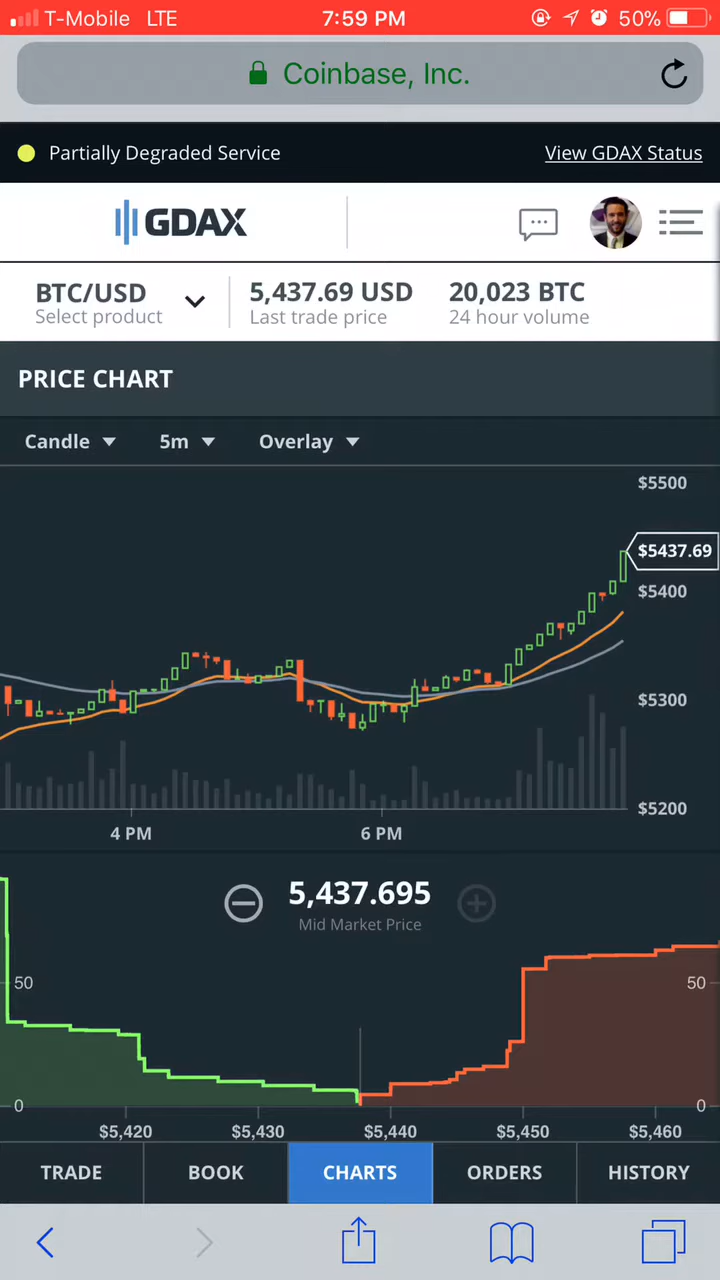 T-Mobile LTE 7:59 PM 50%
Coinbase, Inc.
Partially Degraded Service View GDAX Status
GDAX
BTC/USD 5,437.69 USD 20,023 BTC
Select product Last trade price 24 hour volume
PRICE CHART
Candle 5m Overlay
$5500
$5437.69
$5400
$5300
$5200
4 PM 6 PM
5,437.695
Mid Market Price
50 50
0 0
$5,420 $5,430 $5,440 $5,450 $5,460
TRADE BOOK CHARTS ORDERS HISTORY